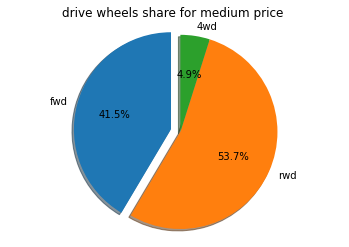 drive wheels share for medium price
4wd
4.9%
fwd
41.5%
53.7%
rwd